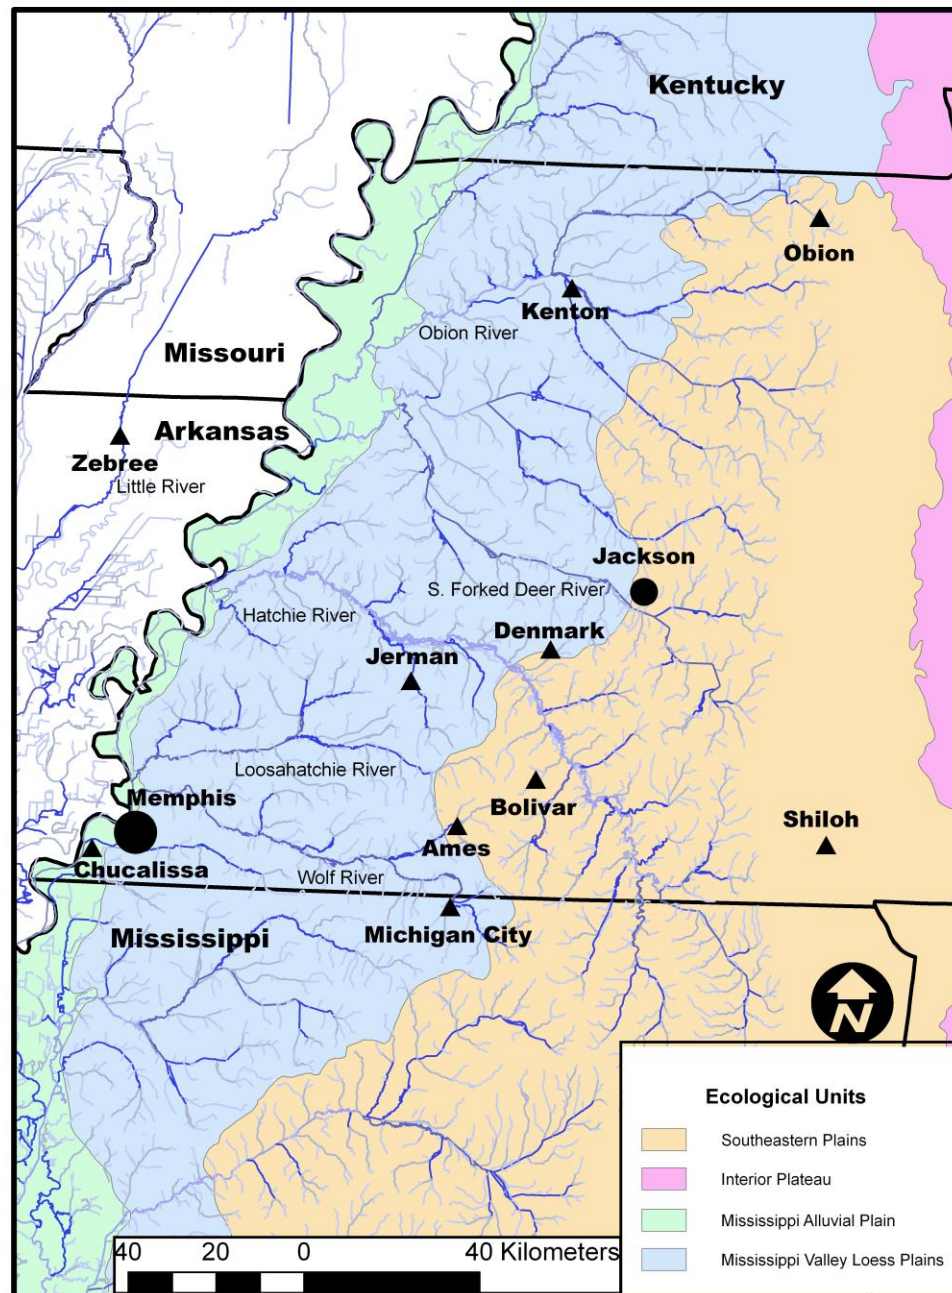 Kentucky
Obion
Kenton
Obion River
Missouri
Arkansas
Zebree
Little River
Jackson
S. Forked Deer River
Hatchie River
Denmark
Jerman
Loosahatchie River
Memphis
Bolivar
Ames
Shiloh
Chucalissa
Wolf River
Michigan City
Mississippi
N
Ecological Units
Southeastern Plains
Interior Plateau
Mississippi Alluvial Plain
Mississippi Valley Loess Plains
40 20 0 40 Kilometers